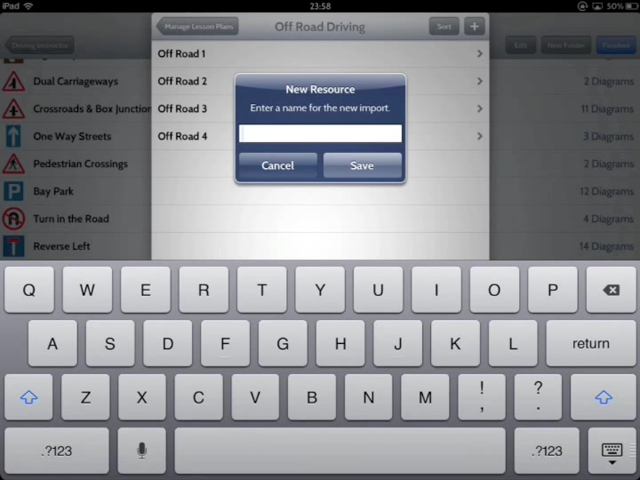 iPad 23:58 50%
Driving Instructor Manage Lesson Plans Off Road Driving Sort + Edit New Folder
Off Road 1
Dual Carriageways Off Road 2 2 Diagrams
Crossroads & Box Junction Off Road 3 11 Diagrams
One Way Streets Off Road 4 3 Diagrams
Pedestrian Crossings 2 Diagrams
P Bay Park 12 Diagrams
Turn in the Road 4 Diagrams
Reverse Left 14 Diagrams
New Resource
Enter a name for the new import.
Cancel Save
Q W E R T Y U I O P
A S D F G H J K L return
Z X C V B N M ! , ? .
.?123 .?123